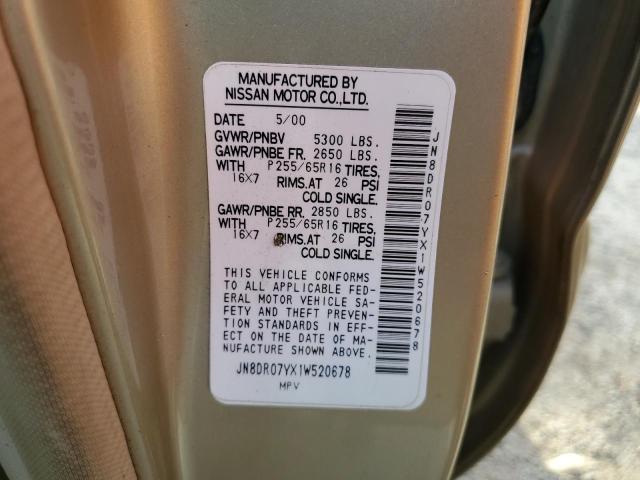 MANUFACTURED BY
NISSAN MOTOR CO.,LTD.
DATE 5/00
GVWR/PNBV 5300 LBS.
GAWR/PNBE FR. 2650 LBS.
WITH P255/65R16 TIRES,
16X7 RIMS.AT 26 PSI
COLD SINGLE.
GAWR/PNBE RR. 2850 LBS.
WITH P255/65R16 TIRES,
16X7 RIMS.AT 26 PSI
COLD SINGLE.
THIS VEHICLE CONFORMS
TO ALL APPLICABLE FED-
ERAL MOTOR VEHICLE SA-
FETY AND THEFT PREVEN-
TION STANDARDS IN EFF-
ECT ON THE DATE OF MA-
NUFACTURE SHOWN ABOVE.
JN8DR07YX1W520678
MPV
JN8DR07YX1W520678